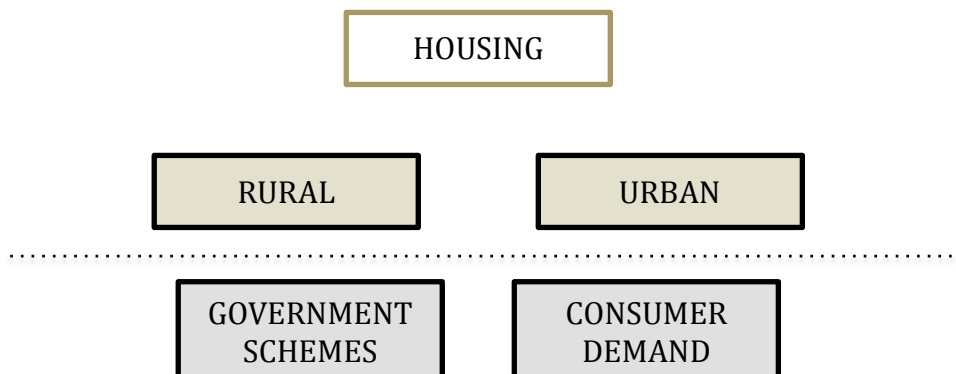 HOUSING
RURAL
URBAN
GOVERNMENT
SCHEMES
CONSUMER
DEMAND